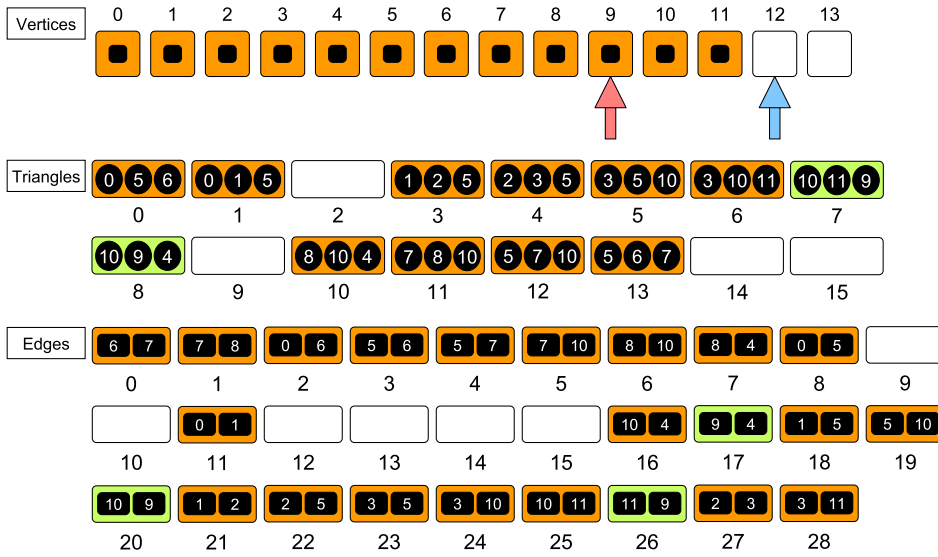 Vertices 0 1 2 3 4 5 6 7 8 9 10 11 12 13
Triangles 0 5 6 0 1 5 1 2 5 2 3 5 3 5 10 3 10 11 10 11 9
0 1 2 3 4 5 6 7
10 9 4 8 10 4 7 8 10 5 7 10 5 6 7
8 9 10 11 12 13 14 15
Edges 6 7 7 8 0 6 5 6 5 7 7 10 8 10 8 4 0 5
0 1 2 3 4 5 6 7 8 9
0 1 10 4 9 4 1 5 5 10
10 11 12 13 14 15 16 17 18 19
10 9 1 2 2 5 3 5 3 10 10 11 11 9 2 3 3 11
20 21 22 23 24 25 26 27 28